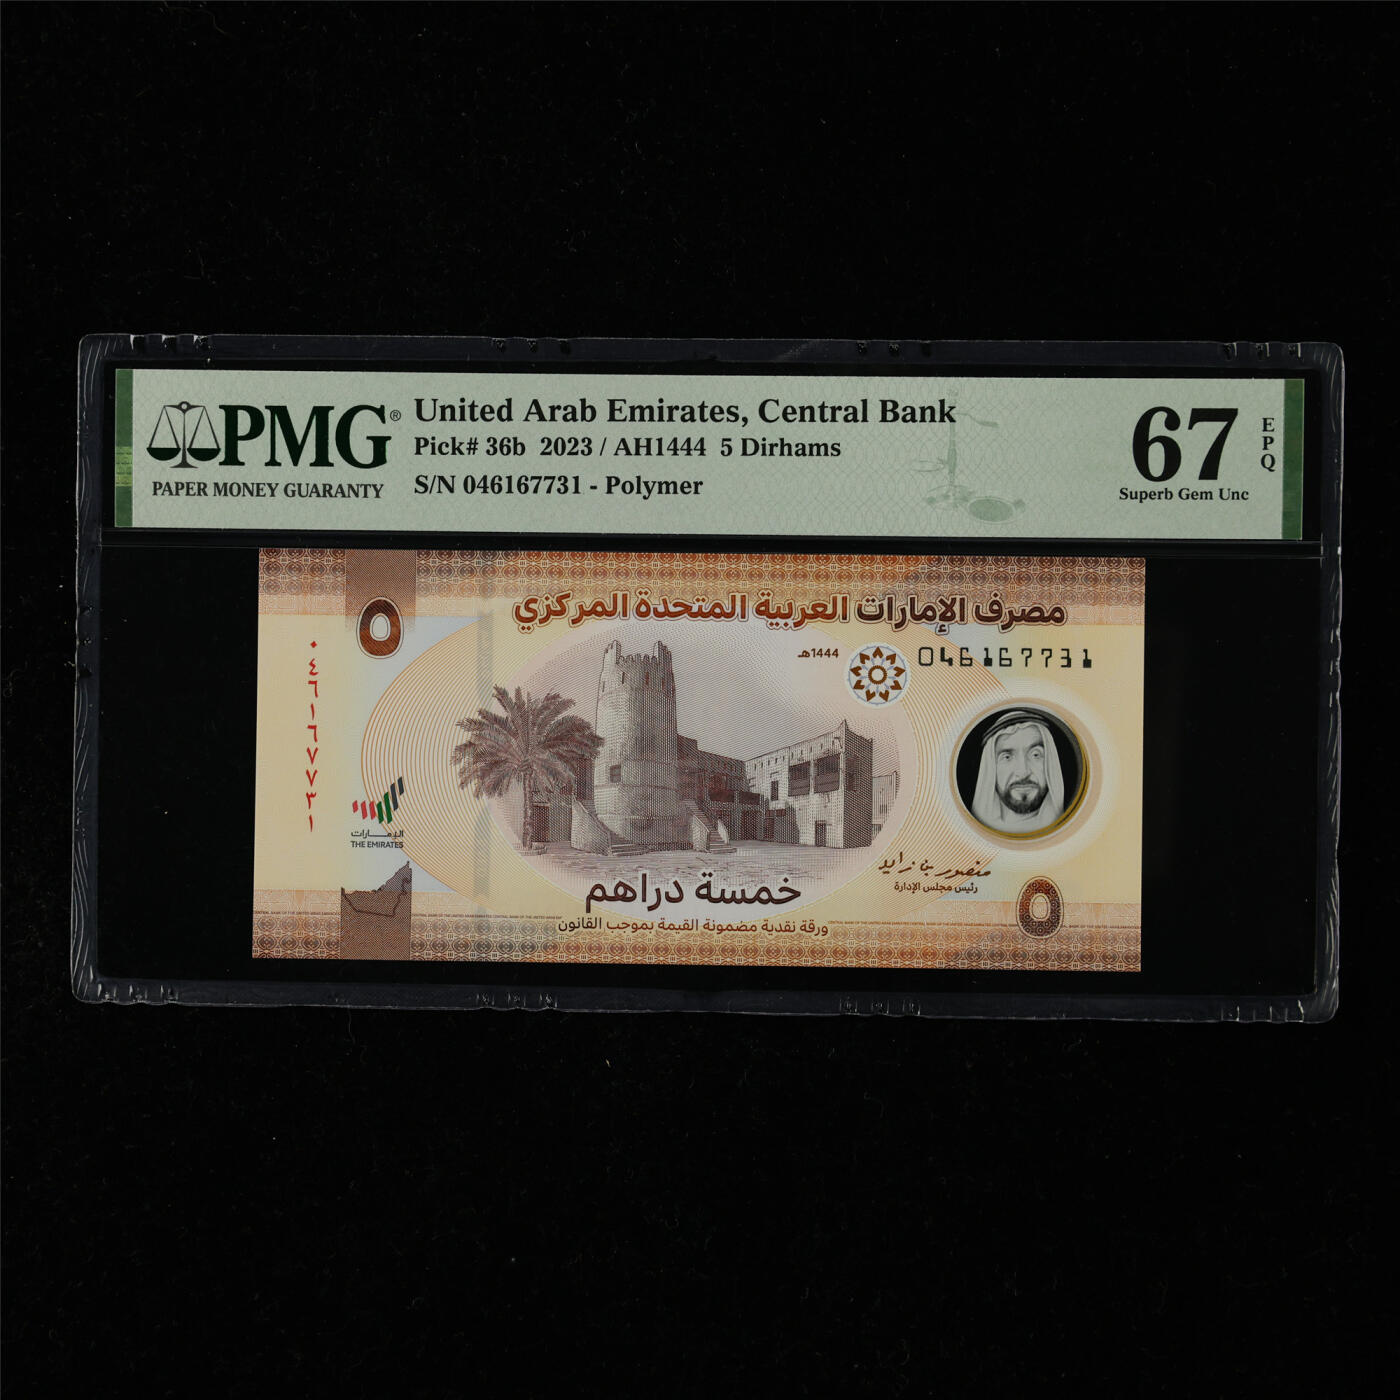 PMG®
PAPER MONEY GUARANTY
United Arab Emirates, Central Bank
Pick# 36b 2023 / AH1444 5 Dirhams
S/N 046167731 - Polymer
67
EPQ
Superb Gem Unc
مصرف الإمارات العربية المتحدة المركزي
٥
1444هـ
046167731
٠٤٦١٦٧٧٣١
الإمارات
THE EMIRATES
منصور بن زايد
رئيس مجلس الإدارة
خمسة دراهم
ورقة نقدية مضمونة القيمة بموجب القانون
٥